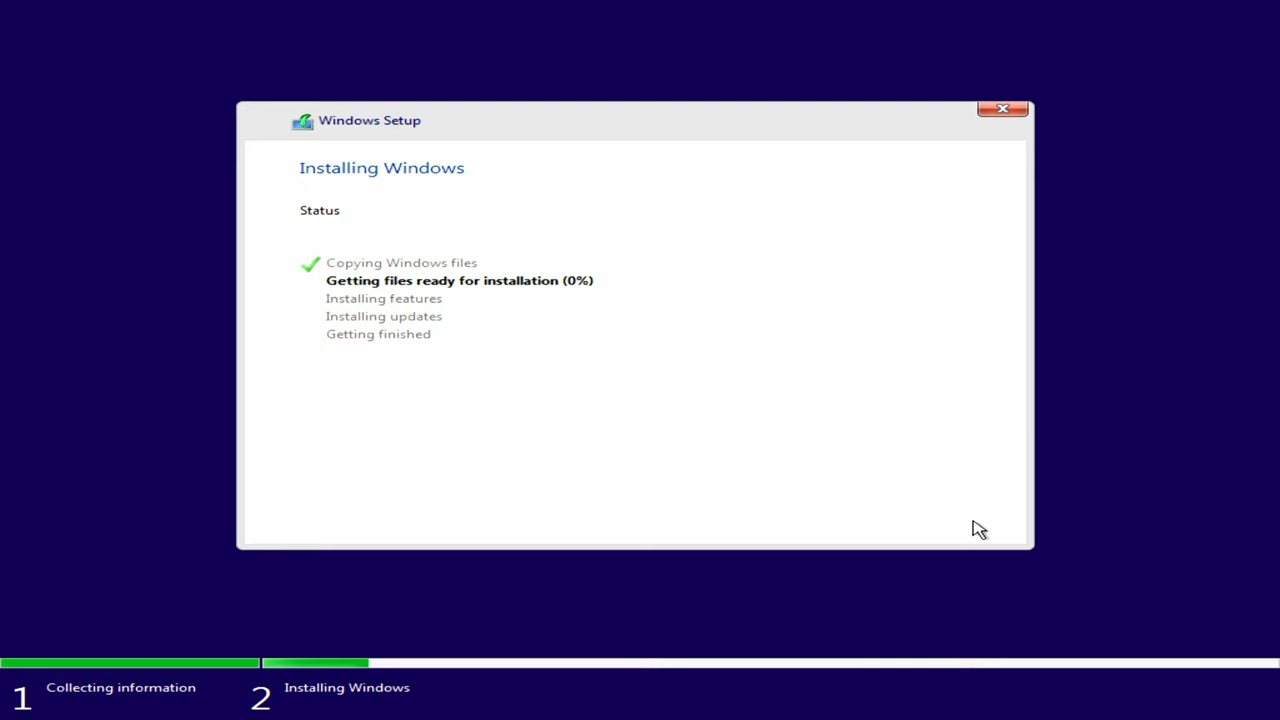 Windows Setup
Installing Windows
Status
Copying Windows files
Getting files ready for installation (0%)
Installing features
Installing updates
Getting finished
1 Collecting information
2 Installing Windows